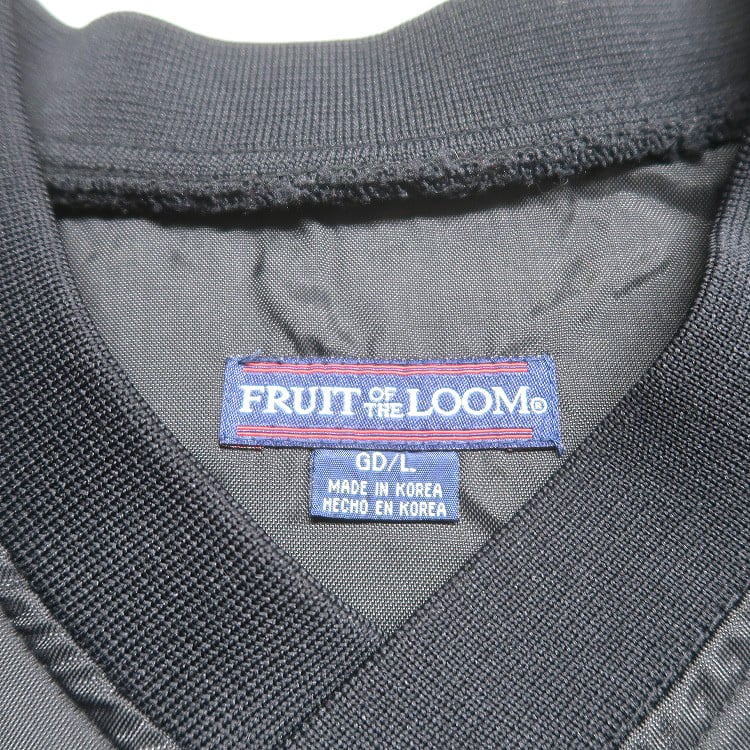 FRUIT OF THE LOOM®
GD/L
MADE IN KOREA
HECHO EN KOREA